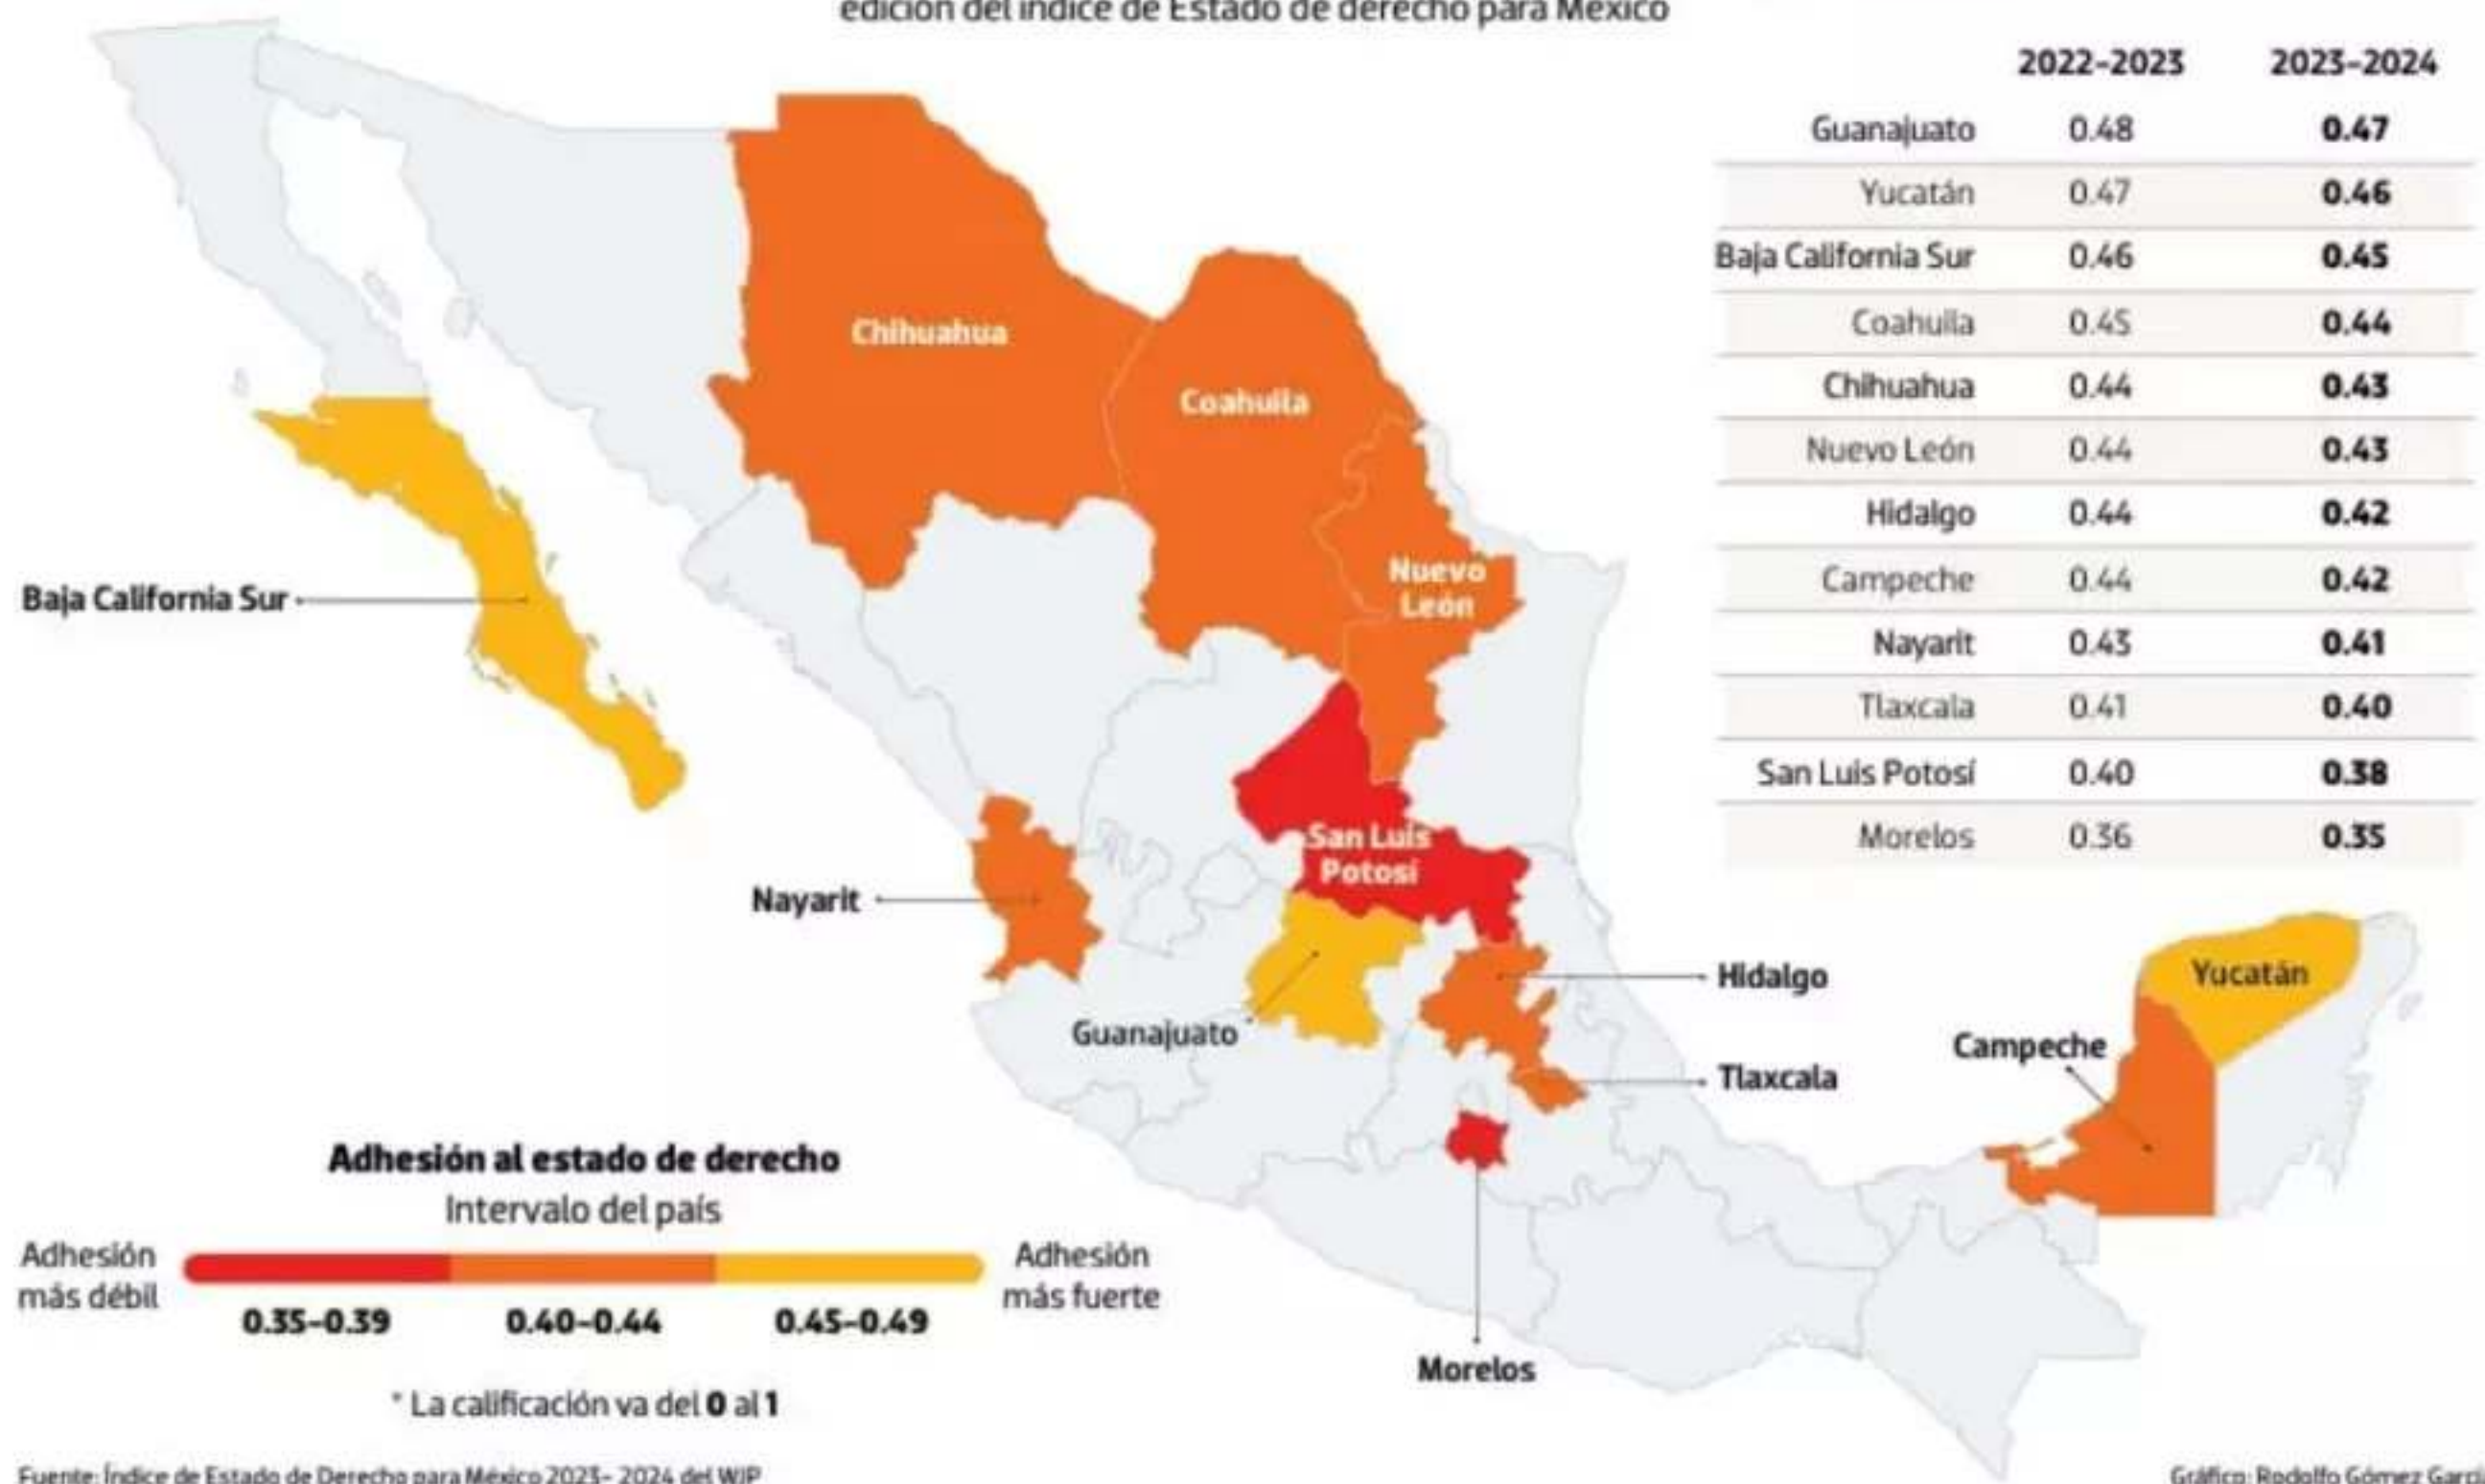 edición del índice de Estado de derecho para México
2022-2023 2023-2024
Guanajuato 0.48 0.47
Yucatán 0.47 0.46
Baja California Sur 0.46 0.45
Coahuila 0.45 0.44
Chihuahua 0.44 0.43
Nuevo León 0.44 0.43
Hidalgo 0.44 0.42
Campeche 0.44 0.42
Nayarit 0.43 0.41
Tlaxcala 0.41 0.40
San Luis Potosí 0.40 0.38
Morelos 0.36 0.35
Chihuahua
Coahuila
Nuevo
León
Baja California Sur
San Luis
Potosí
Nayarit
Guanajuato
Hidalgo
Tlaxcala
Yucatán
Campeche
Morelos
Adhesión al estado de derecho
Intervalo del país
Adhesión
más débil
Adhesión
más fuerte
0.35-0.39 0.40-0.44 0.45-0.49
* La calificación va del 0 al 1
Fuente: Índice de Estado de Derecho para México 2023- 2024 del WJP
Gráfico: Rodolfo Gómez Garcí